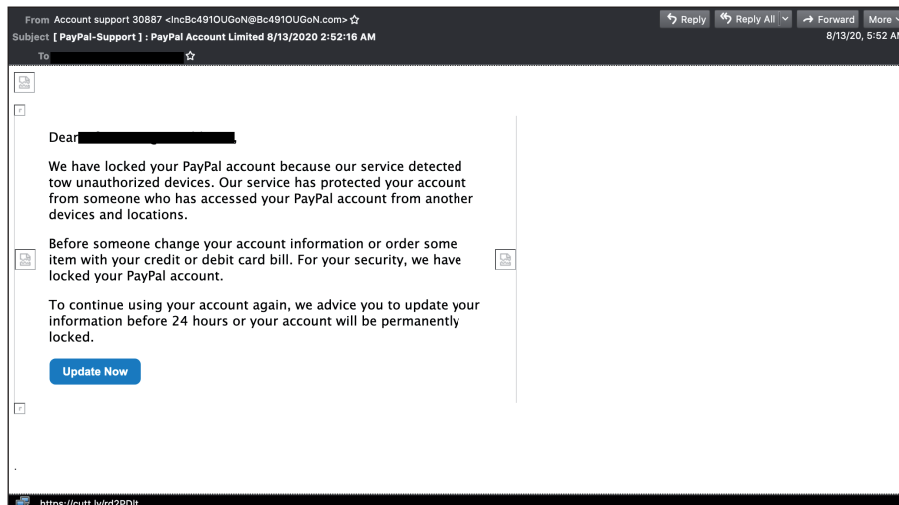 From Account support 30887 <IncBc491OUGoN@Bc491OUGoN.com>
Reply Reply All Forward More
Subject [ PayPal-Support ] : PayPal Account Limited 8/13/2020 2:52:16 AM
8/13/20, 5:52 AM
To
Dear
We have locked your PayPal account because our service detected
tow unauthorized devices. Our service has protected your account
from someone who has accessed your PayPal account from another
devices and locations.
Before someone change your account information or order some
item with your credit or debit card bill. For your security, we have
locked your PayPal account.
To continue using your account again, we advice you to update your
information before 24 hours or your account will be permanently
locked.
Update Now